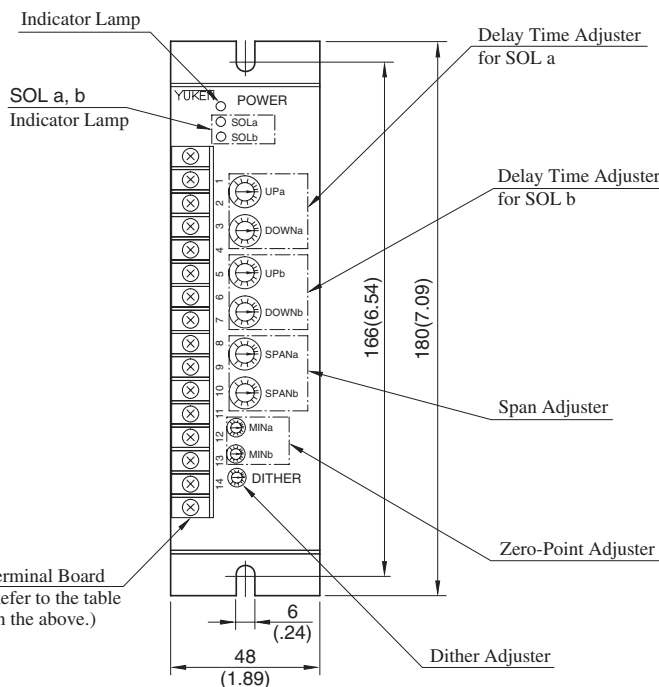 Indicator Lamp
Delay Time Adjuster
for SOL a
SOL a, b
Indicator Lamp
YUKEN
POWER
SOLa
SOLb
Delay Time Adjuster
for SOL b
1
2
3
4
5
6
7
8
9
10
11
12
13
14
UPa
DOWNa
UPb
DOWNb
SPANa
SPANb
MINa
MINb
DITHER
166(6.54)
180(7.09)
Span Adjuster
Zero-Point Adjuster
erminal Board
efer to the table
n the above.)
6
(.24)
48
(1.89)
Dither Adjuster